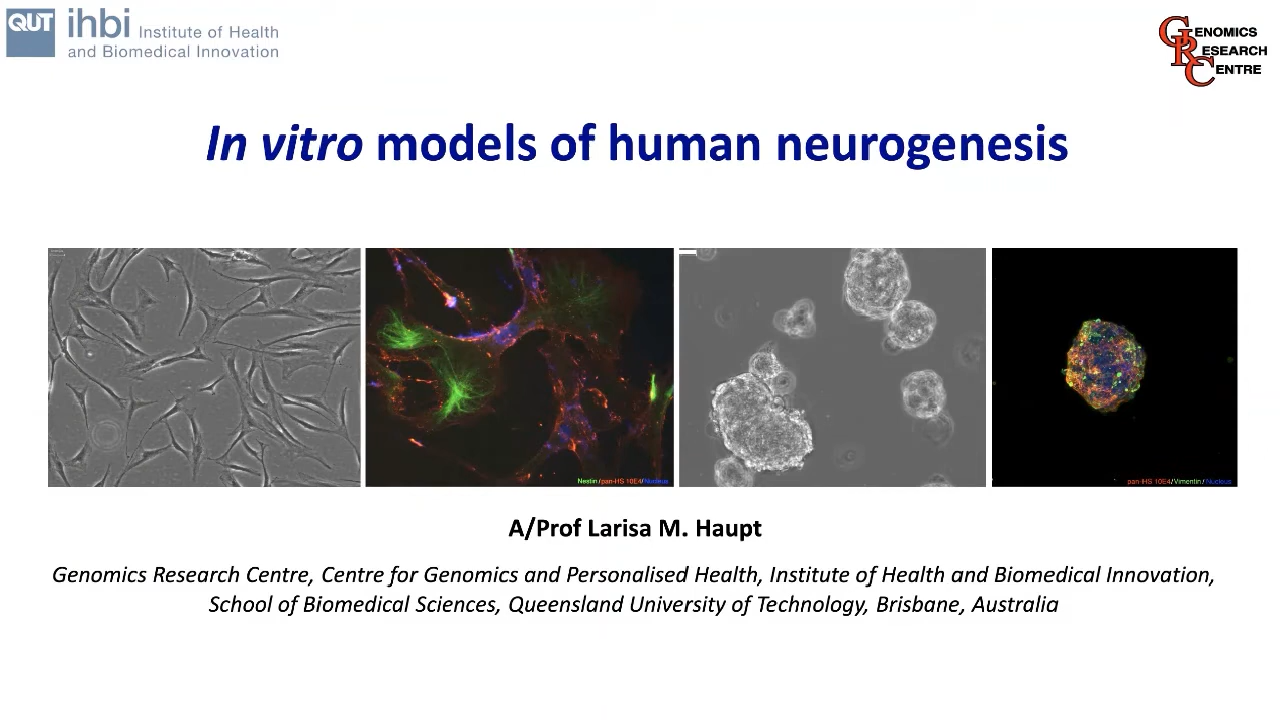 QUT
ihbi Institute of Health
and Biomedical Innovation
GENOMICS
RESEARCH
CENTRE
In vitro models of human neurogenesis
Nestin/pan-HS 10E4/Nucleus
pan-HS 10E4/Vimentin/Nucleus
A/Prof Larisa M. Haupt
Genomics Research Centre, Centre for Genomics and Personalised Health, Institute of Health and Biomedical Innovation,
School of Biomedical Sciences, Queensland University of Technology, Brisbane, Australia